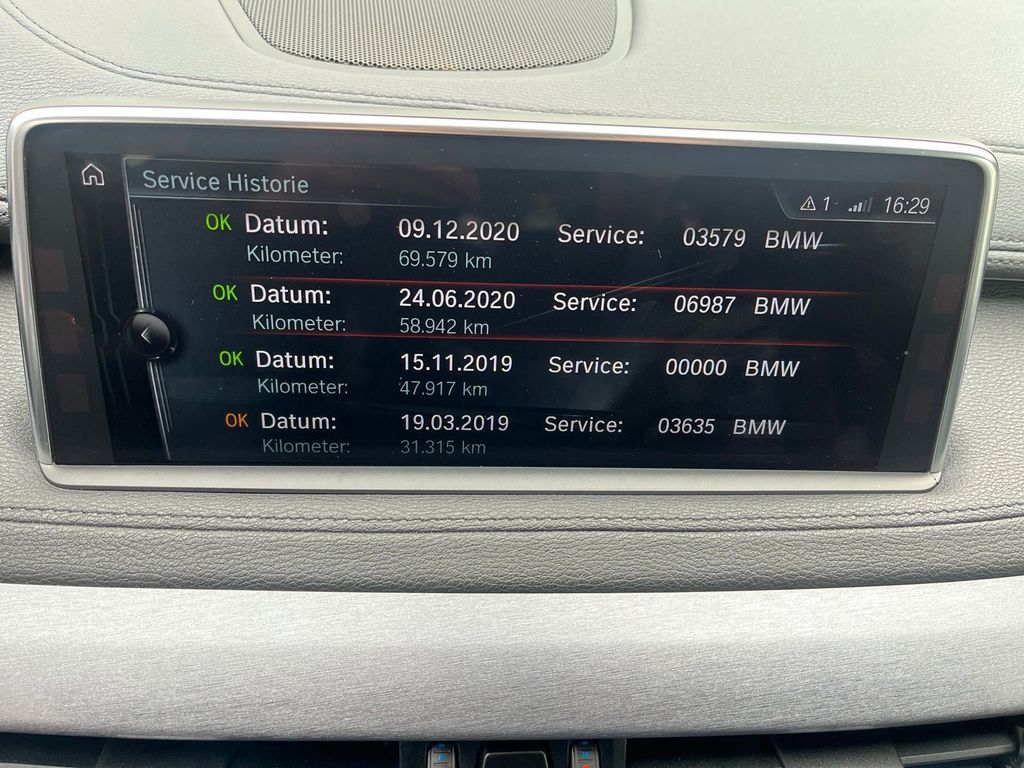 Service Historie
1 16:29
OK Datum: 09.12.2020 Service: 03579 BMW
Kilometer: 69.579 km
OK Datum: 24.06.2020 Service: 06987 BMW
Kilometer: 58.942 km
OK Datum: 15.11.2019 Service: 00000 BMW
Kilometer: 47.917 km
OK Datum: 19.03.2019 Service: 03635 BMW
Kilometer: 31.315 km